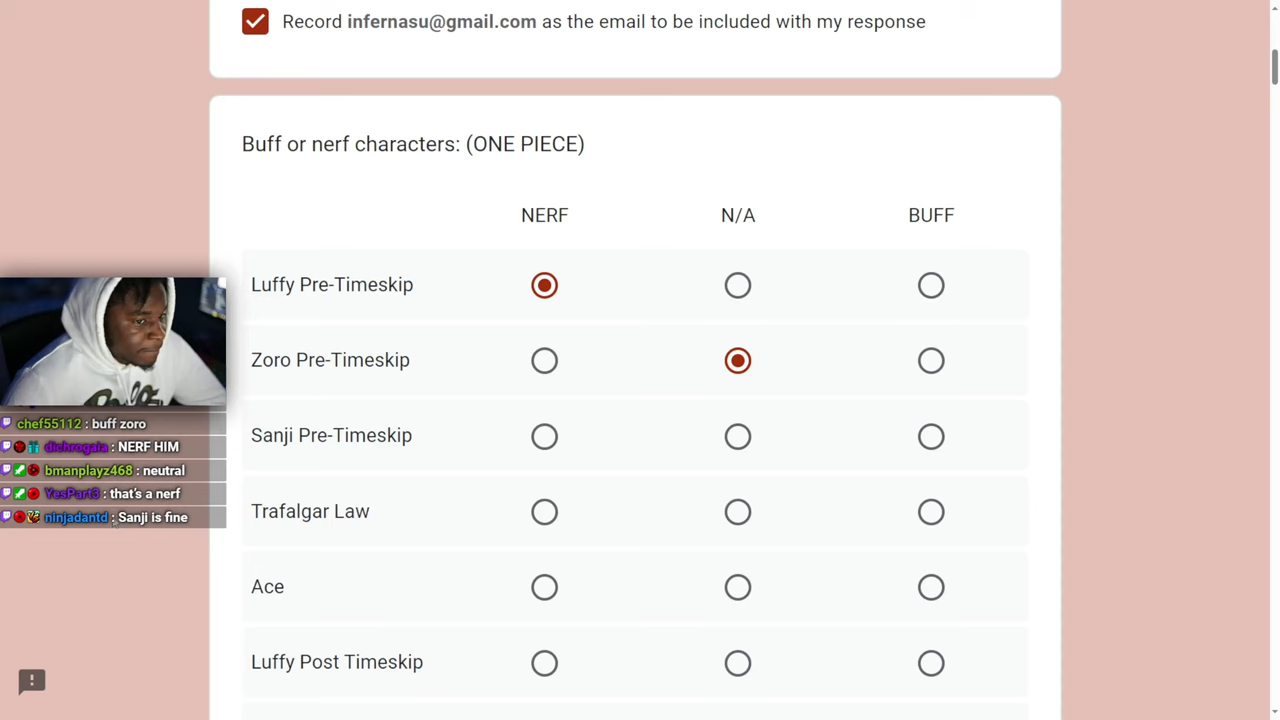 Record infernasu@gmail.com as the email to be included with my response
Buff or nerf characters: (ONE PIECE)
NERF N/A BUFF
Luffy Pre-Timeskip
Zoro Pre-Timeskip
Sanji Pre-Timeskip
Trafalgar Law
Ace
Luffy Post Timeskip
chef55112 : buff zoro
dichrogaia : NERF HIM
bmanplayz468 : neutral
YesPart3 : that's a nerf
ninjadantd : Sanji is fine